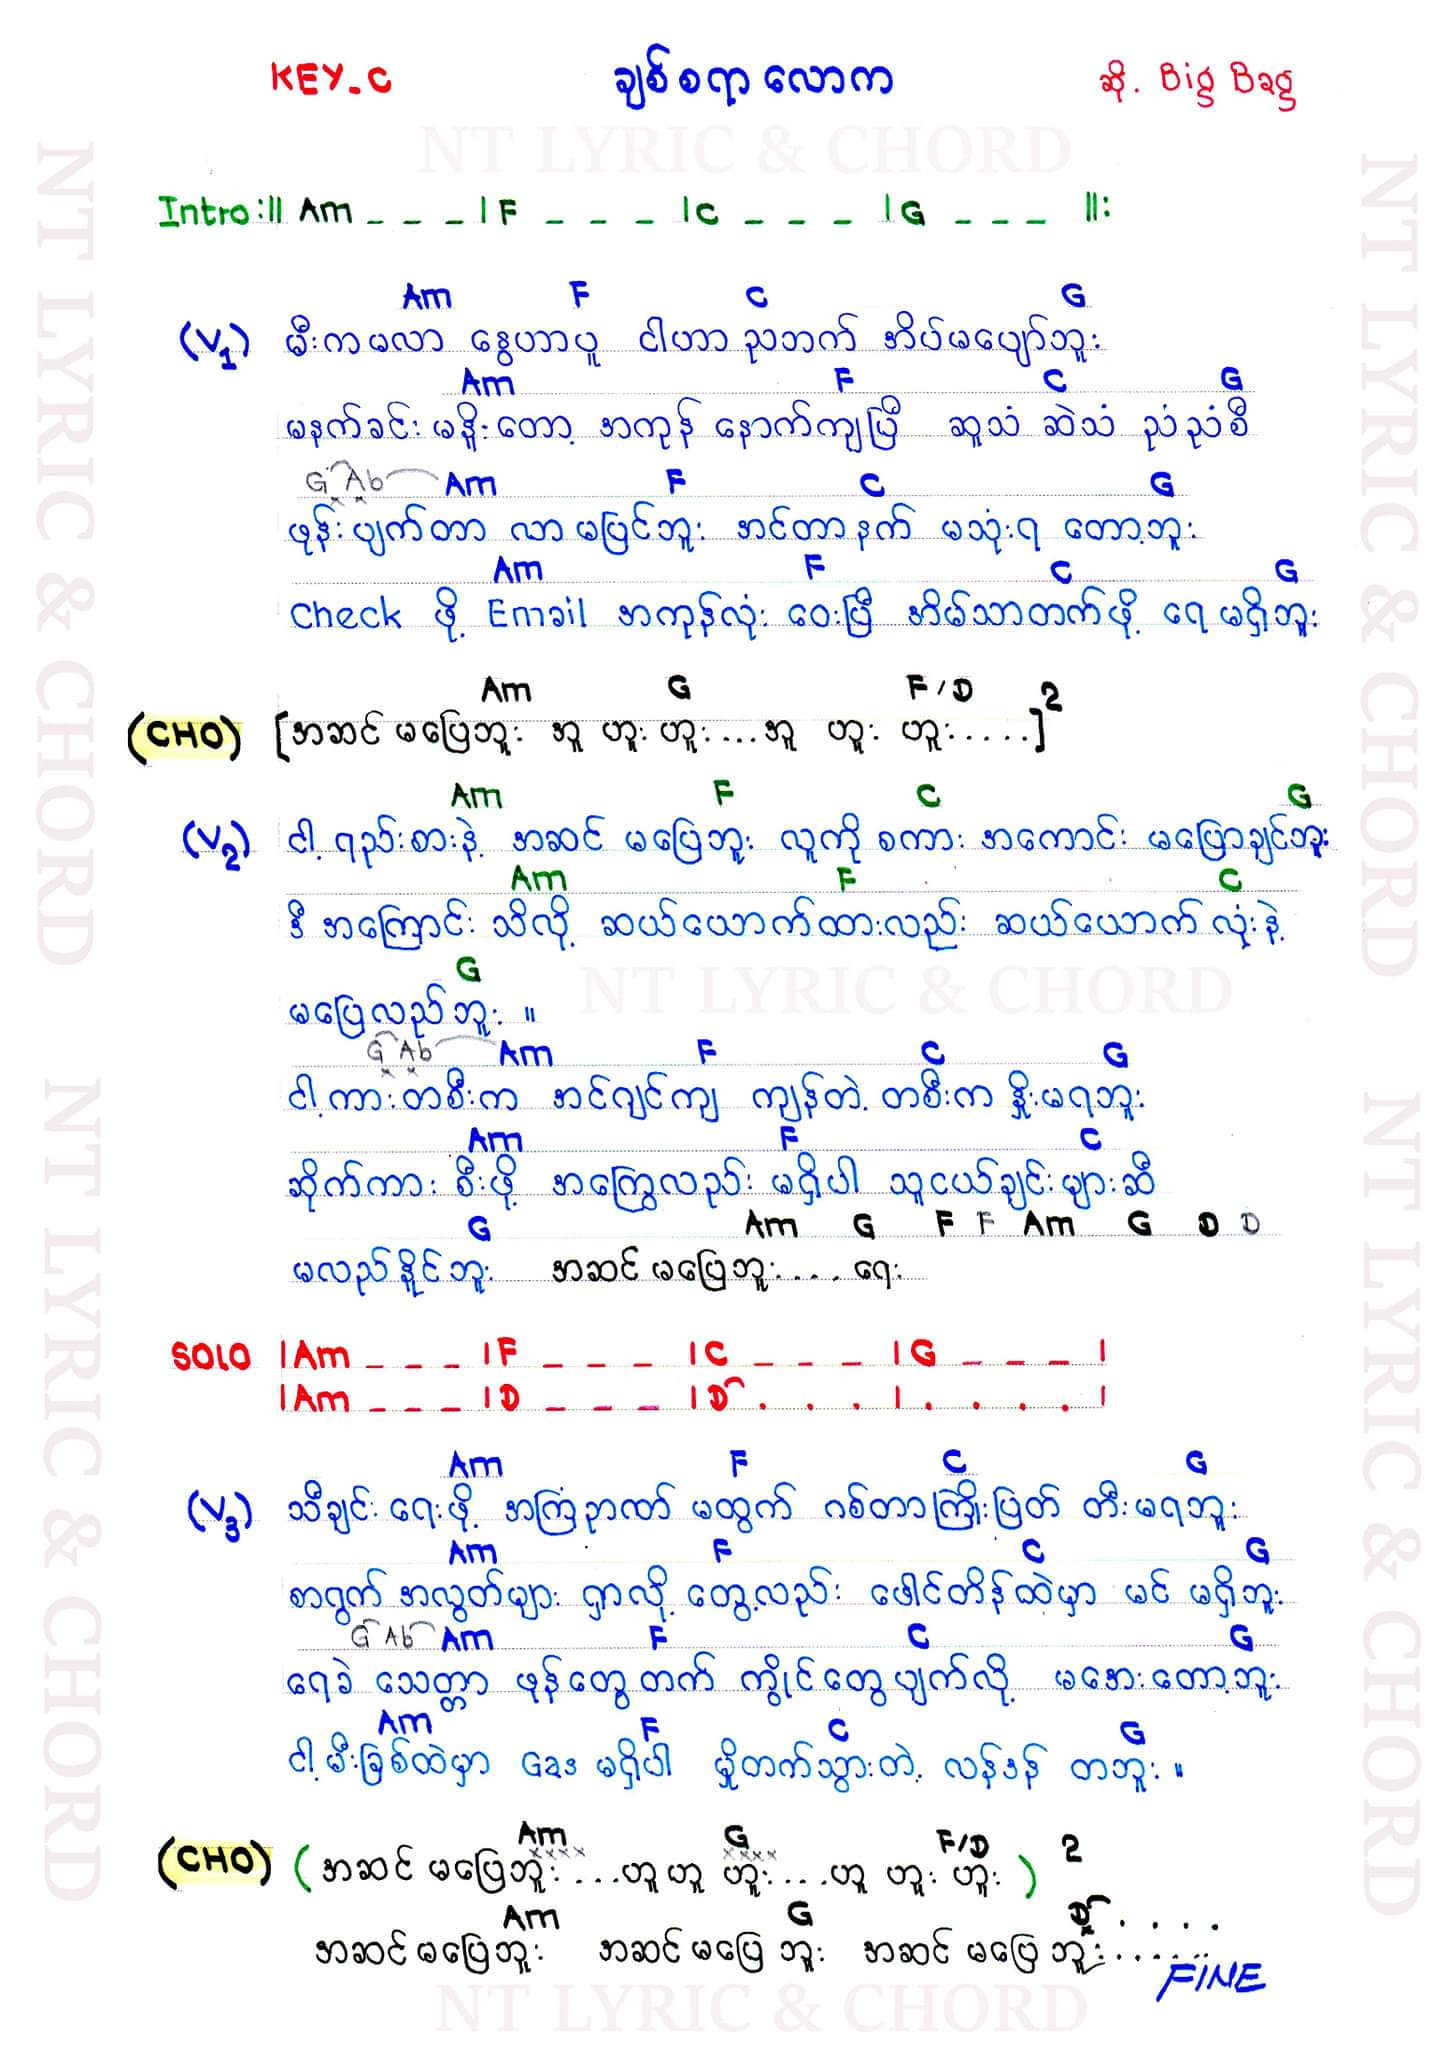 KEY-C ချစ်စရာလောက ဆို. Big Bag
NT LYRIC & CHORD
Intro :|| Am _ _ _ | F _ _ _ | C _ _ _ | G _ _ _ ||:
Am F C G
(V1) မီးကမလာ နွေဟာပူ ငါဟာညဘက် အိပ်မပျော်ဘူး
Am F C G
မနက်ခင်းမနိူးတော့ အကုန်နောက်ကျပြီ ဆူသံ ဆဲသံ ညံညံစီ
G Ab Am F C G
ဖုန်းပျက်တာ လာမပြင်ဘူး အင်တာနက် မသုံးရတော့ဘူး
Am F C G
Check ဖို့ Email အကုန်လုံး ဝေးပြီ အိမ်သာတက်ဖို့ ရေမရှိဘူး
Am G F/D
(CHO) [အဆင်မပြေဘူး အူ ဟူး ဟူး...အူ ဟူး ဟူး.....]2
Am F C G
(V2) ငါ့ ရည်းစားနဲ့ အဆင်မပြေဘူး လူကိုစကား အကောင်း မပြောချင်ဘူး
Am F C
ဒီအကြောင်း သိလို့ ဆယ်ယောက်ထားလည်း ဆယ်ယောက်လုံးနဲ့
G
မပြေလည်ဘူး ။
NT LYRIC & CHORD
G Ab Am F C G
ငါ့ကားတစီးက အင်ဂျင်ကျ ကျန်တဲ့ တစီးက နှိုးမရဘူး
Am F C
ဆိုက်ကားစီးဖို့ အကြွေလည်း မရှိပါ သူငယ်ချင်းများဆီ
G Am G F F Am G D D
မလည်နိူင်ဘူး အဆင်မပြေဘူး....ရေး
SOLO | Am _ _ _ | F _ _ _ | C _ _ _ | G _ _ _ |
| Am _ _ _ | D _ _ _ | D . . . | . . . . |
Am F C G
(V3) သီချင်းရေးဖို့ အကြံဉာဏ် မထွက် ဂစ်တာကြိုးပြတ် တီးမရဘူး
Am F C G
စာရွက်အလွတ်များ ရှာလို့တွေ့လည်း ဖေါင်တိန်ထဲမှာ မင်မရှိဘူး
G Ab Am F C G
ရေခဲသေတ္တာ ဖုန်တွေတက် ကွိုင်တွေပျက်လို့ မအေးတော့ဘူး
Am F C G
ငါ့မီးခြစ်ထဲမှာ Gas မရှိပါ မှိုတက်သွားတဲ့ လန်ဒန် တဘူး ။
Am G F/D 2
(CHO) (အဆင်မပြေဘူး...ဟူဟူဟူး...ဟူ ဟူး ဟူး)
Am G D . . . .
အဆင်မပြေဘူး အဆင်မပြေဘူး အဆင်မပြေဘူး......
FINE
NT LYRIC & CHORD
NT LYRIC & CHORD
NT LYRIC & CHORD
NT LYRIC & CHORD
NT LYRIC & CHORD